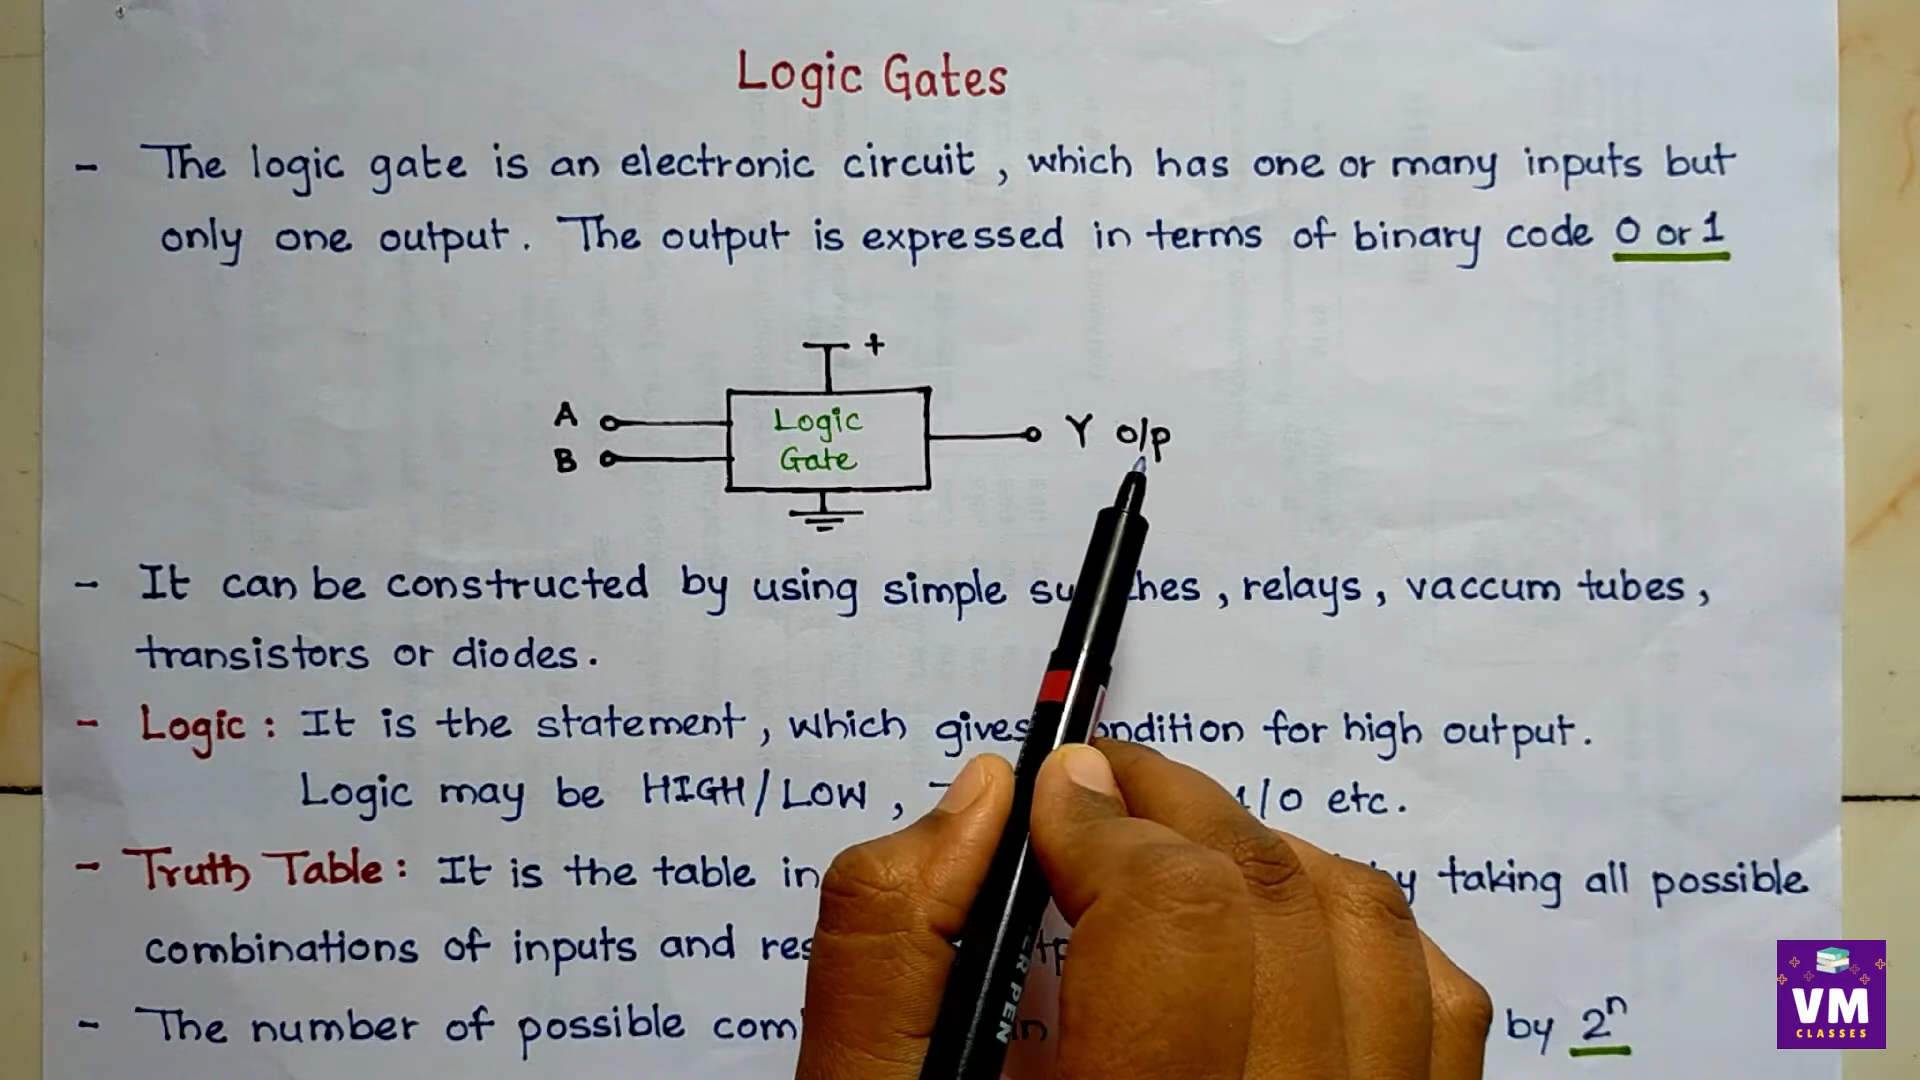 Logic Gates
- The logic gate is an electronic circuit, which has one or many inputs but
only one output. The output is expressed in terms of binary code 0 or 1
+
A
Logic
Gate
Y o/p
B
- It can be constructed by using simple hes, relays, vaccum tubes,
transistors or diodes.
- Logic: It is the statement, which gives ondition for high output.
Logic may be HIGH/LOW, 1/0 etc.
- Truth Table: It is the table in y taking all possible
combinations of inputs and res
- The number of possible com by 2ⁿ
ER PEN
VM
CLASSES